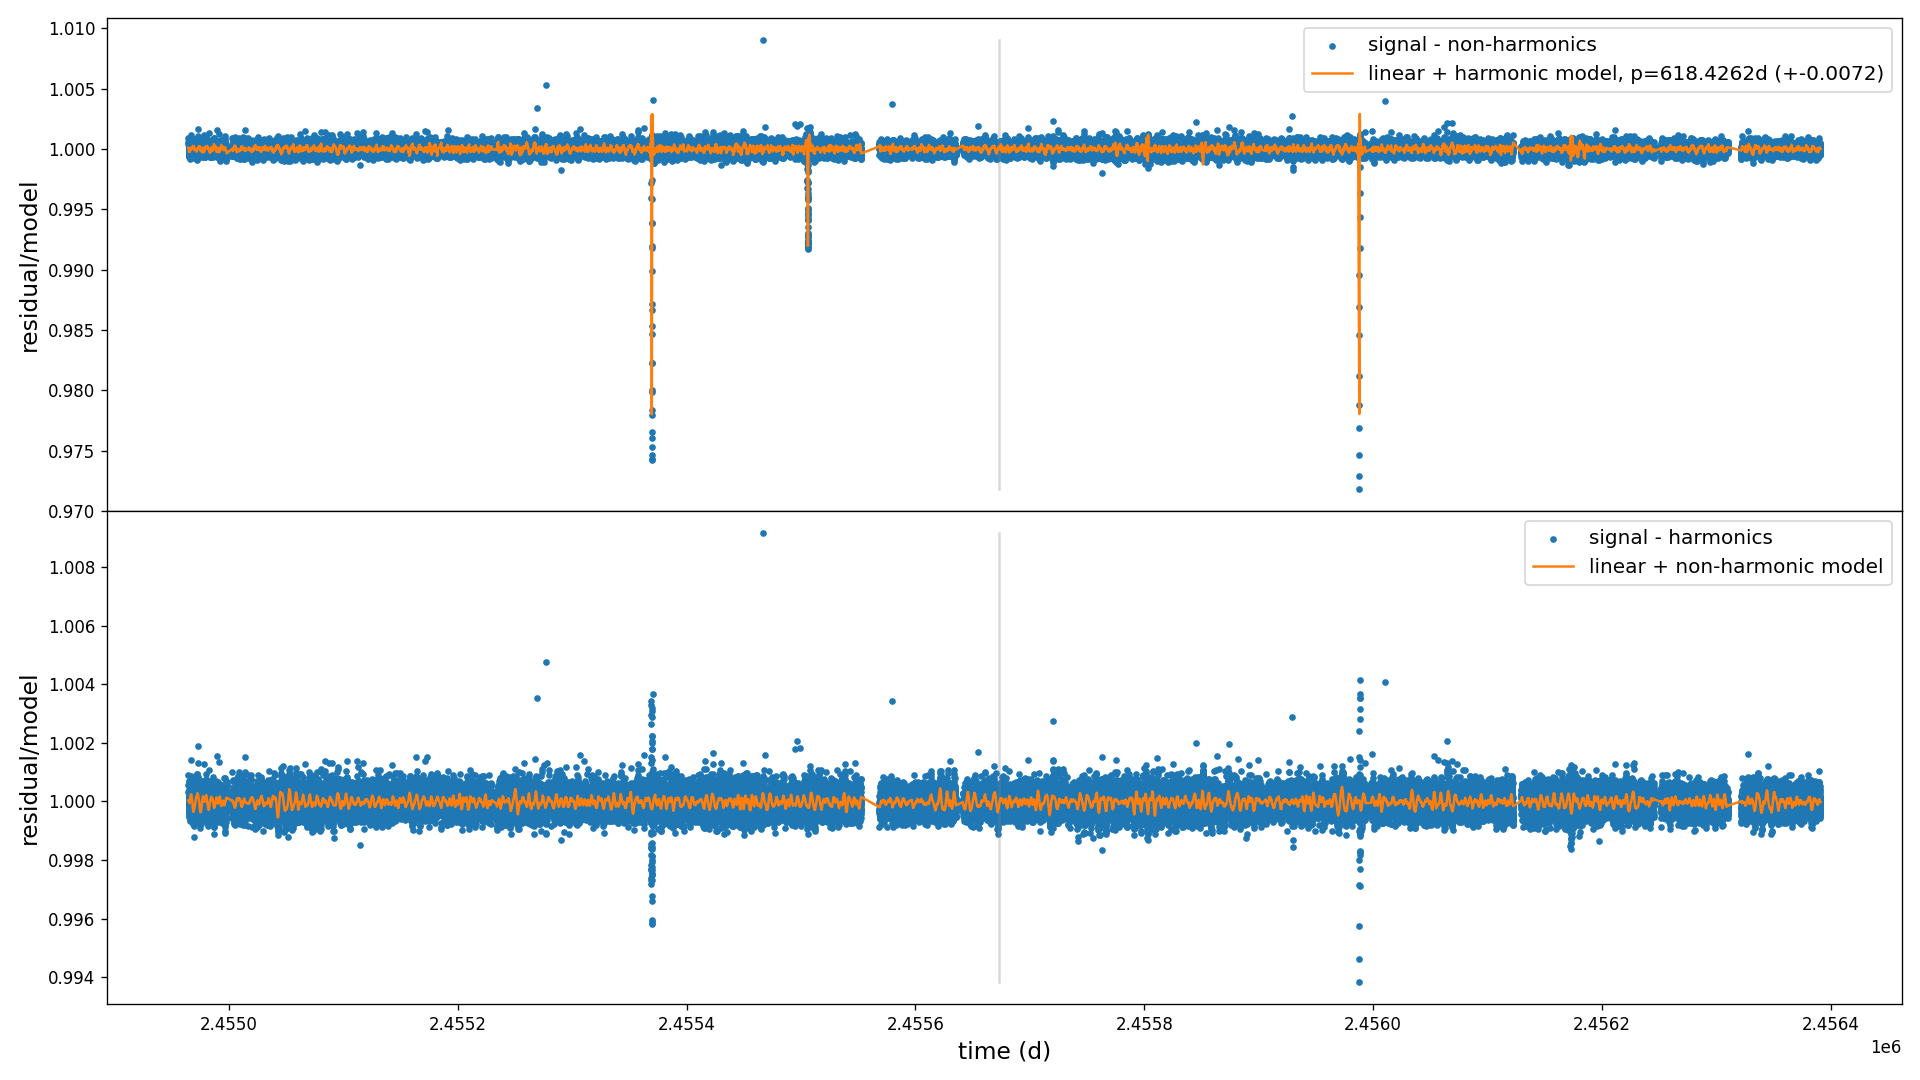 1.010
1.005
1.000
0.995
0.990
0.985
0.980
0.975
0.970
residual/model
signal - non-harmonics
linear + harmonic model, p=618.4262d (+-0.0072)
1.008
1.006
1.004
1.002
1.000
0.998
0.996
0.994
residual/model
signal - harmonics
linear + non-harmonic model
2.4550 2.4552 2.4554 2.4556 2.4558 2.4560 2.4562 2.4564
time (d)
1e6